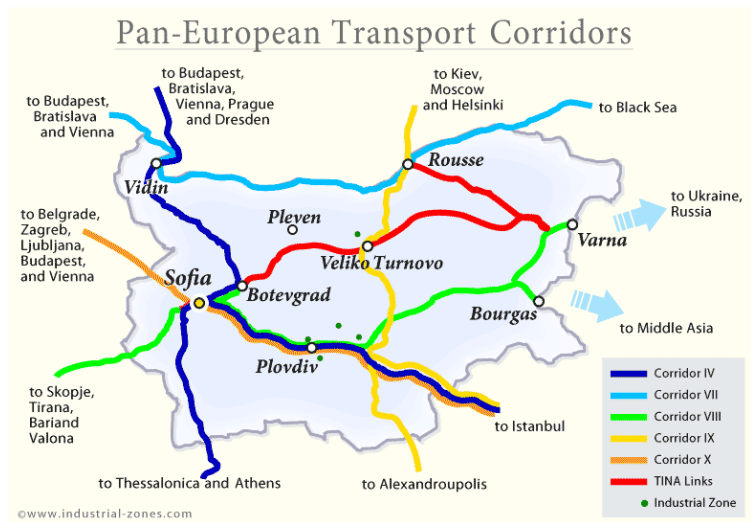 Pan-European Transport Corridors
to Budapest,
Bratislava,
Vienna, Prague
and Dresden
to Kiev,
Moscow
and Helsinki
to Budapest,
Bratislava
and Vienna
to Black Sea
Rousse
Vidin
to Ukraine,
Russia
to Belgrade,
Zagreb,
Ljubljana,
Budapest,
and Vienna
Pleven
Varna
Veliko Turnovo
Sofia
Botevgrad
Bourgas
to Middle Asia
Plovdiv
to Skopje,
Tirana,
Bariand
Valona
to Istanbul
to Thessalonica and Athens
to Alexandroupolis
Corridor IV
Corridor VII
Corridor VIII
Corridor IX
Corridor X
TINA Links
Industrial Zone
©www.industrial-zones.com